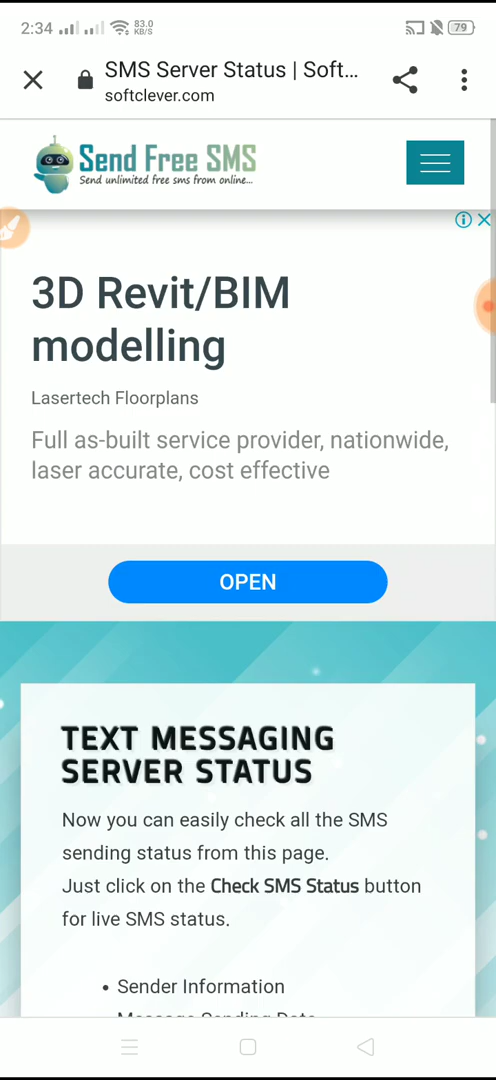 2:34
83.0
KB/S
79
SMS Server Status | Soft...
softclever.com
Send Free SMS
Send unlimited free sms from online...
3D Revit/BIM
modelling
Lasertech Floorplans
Full as-built service provider, nationwide,
laser accurate, cost effective
OPEN
TEXT MESSAGING
SERVER STATUS
Now you can easily check all the SMS
sending status from this page.
Just click on the Check SMS Status button
for live SMS status.
• Sender Information
Message Sending Date